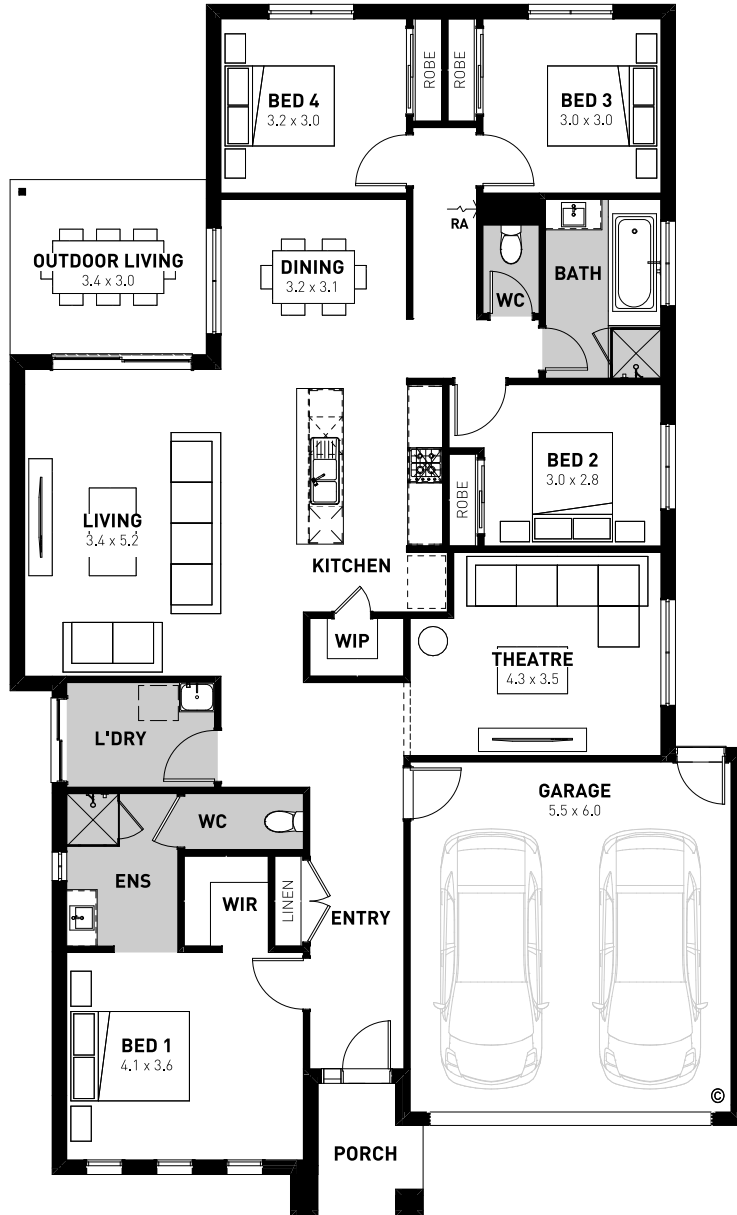 BED 4
3.2 x 3.0
ROBE
ROBE
BED 3
3.0 x 3.0
OUTDOOR LIVING
3.4 x 3.0
DINING
3.2 x 3.1
RA
WC
BATH
LIVING
3.4 x 5.2
ROBE
BED 2
3.0 x 2.8
KITCHEN
WIP
THEATRE
4.3 x 3.5
L'DRY
GARAGE
5.5 x 6.0
WC
ENS
WIR
LINEN
ENTRY
BED 1
4.1 x 3.6
©
PORCH